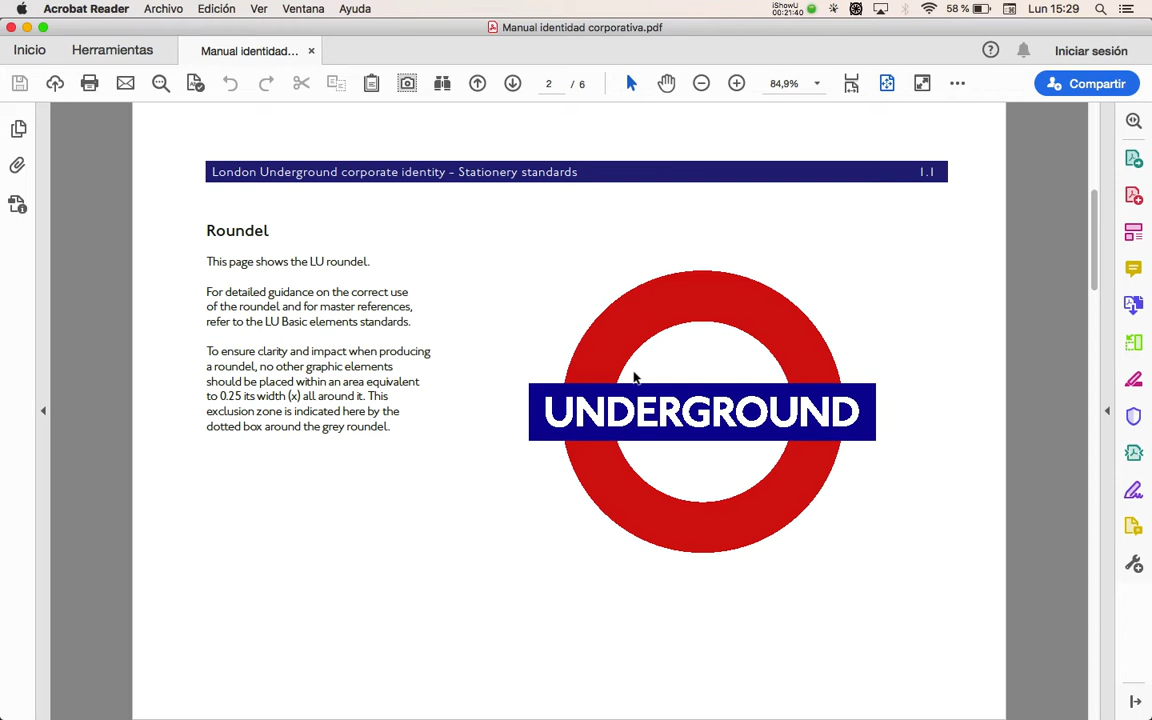 Acrobat Reader Archivo Edición Ver Ventana Ayuda iShowU 00:21:40 58 % Lun 15:29
Manual identidad corporativa.pdf
Inicio Herramientas Manual identidad... × Iniciar sesión
2 / 6 84,9% Compartir
London Underground corporate identity – Stationery standards 1.1
Roundel
This page shows the LU roundel.
For detailed guidance on the correct use
of the roundel and for master references,
refer to the LU Basic elements standards.
To ensure clarity and impact when producing
a roundel, no other graphic elements
should be placed within an area equivalent
to 0.25 its width (x) all around it. This
exclusion zone is indicated here by the
dotted box around the grey roundel.
UNDERGROUND